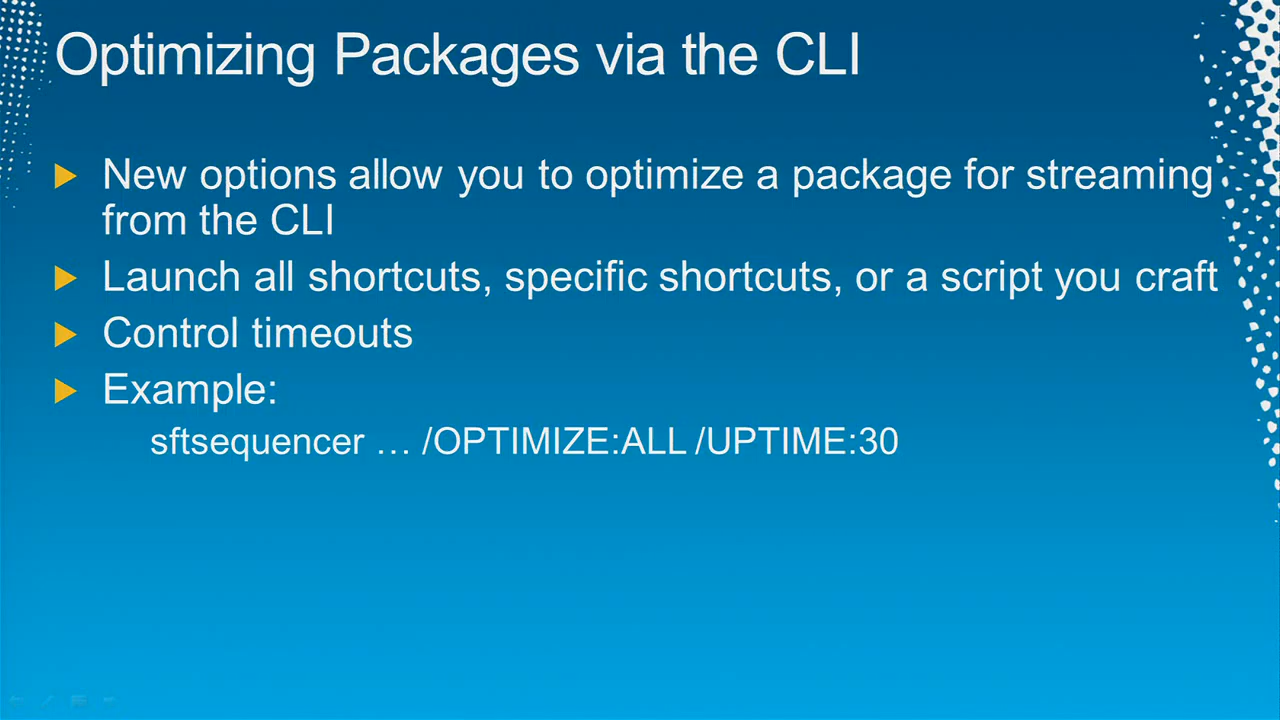 Optimizing Packages via the CLI
New options allow you to optimize a package for streaming
from the CLI
Launch all shortcuts, specific shortcuts, or a script you craft
Control timeouts
Example:
sftsequencer … /OPTIMIZE:ALL /UPTIME:30